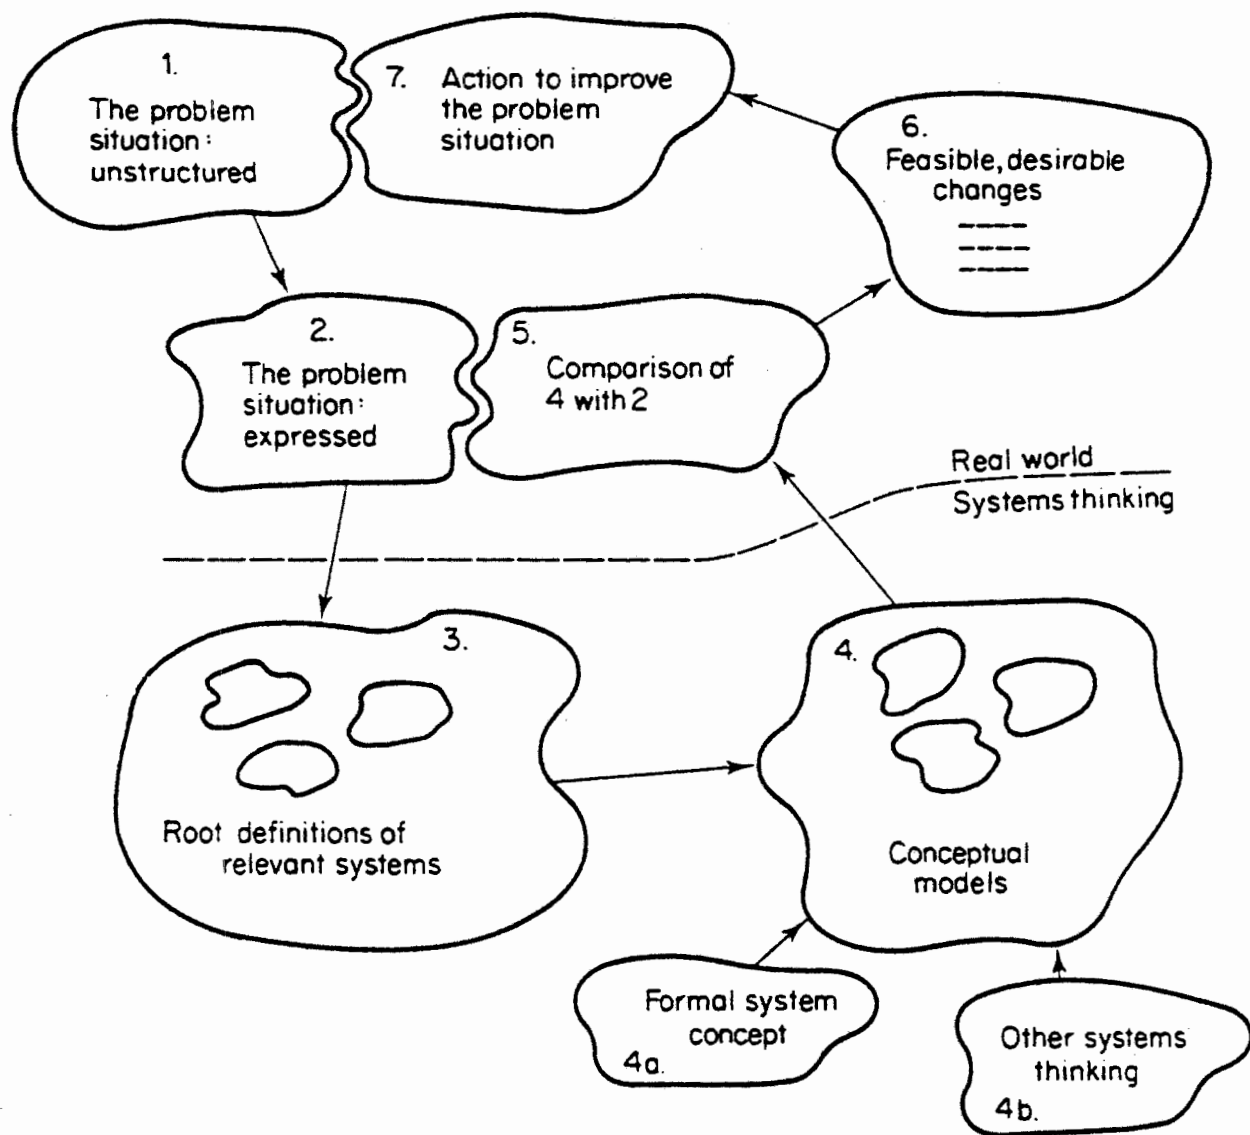 1.
The problem
situation:
unstructured
7. Action to improve
the problem
situation
6.
Feasible, desirable
changes
2.
The problem
situation:
expressed
5.
Comparison of
4 with 2
Real world
Systems thinking
3.
Root definitions of
relevant systems
4.
Conceptual
models
Formal system
concept
4a.
Other systems
thinking
4b.